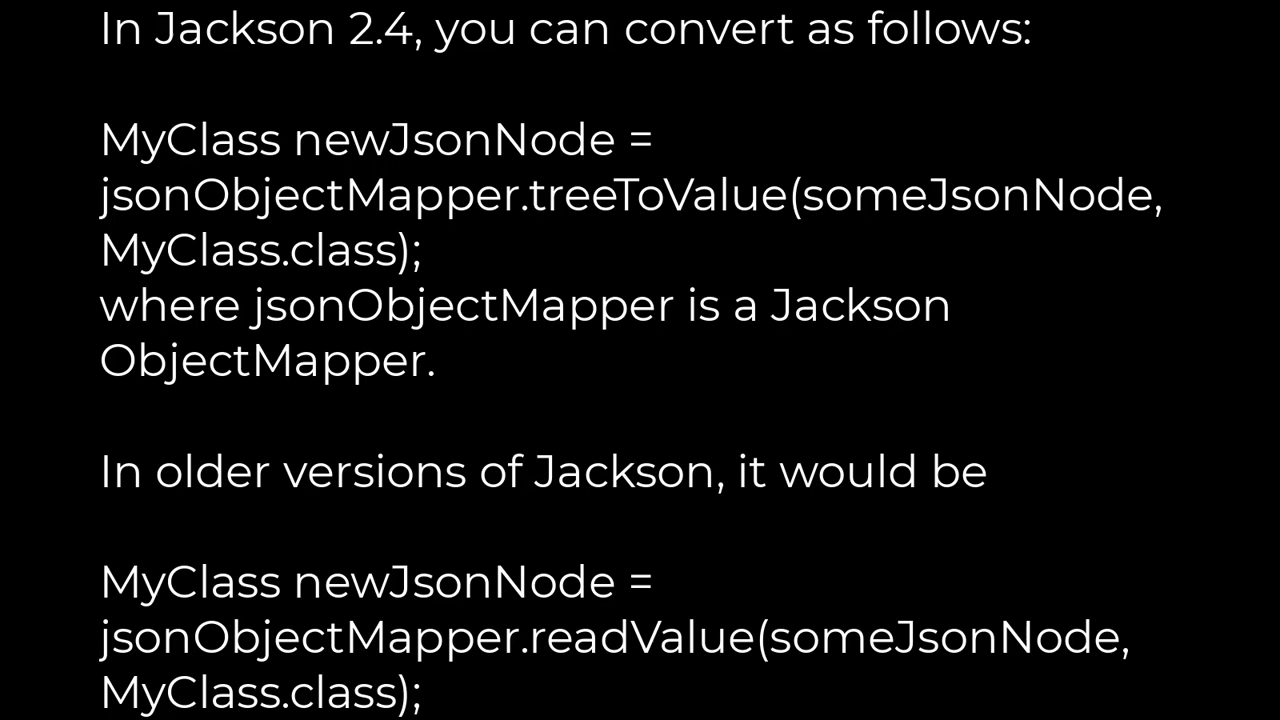 In Jackson 2.4, you can convert as follows:
MyClass newJsonNode =
jsonObjectMapper.treeToValue(someJsonNode,
MyClass.class);
where jsonObjectMapper is a Jackson
ObjectMapper.
In older versions of Jackson, it would be
MyClass newJsonNode =
jsonObjectMapper.readValue(someJsonNode,
MyClass.class);